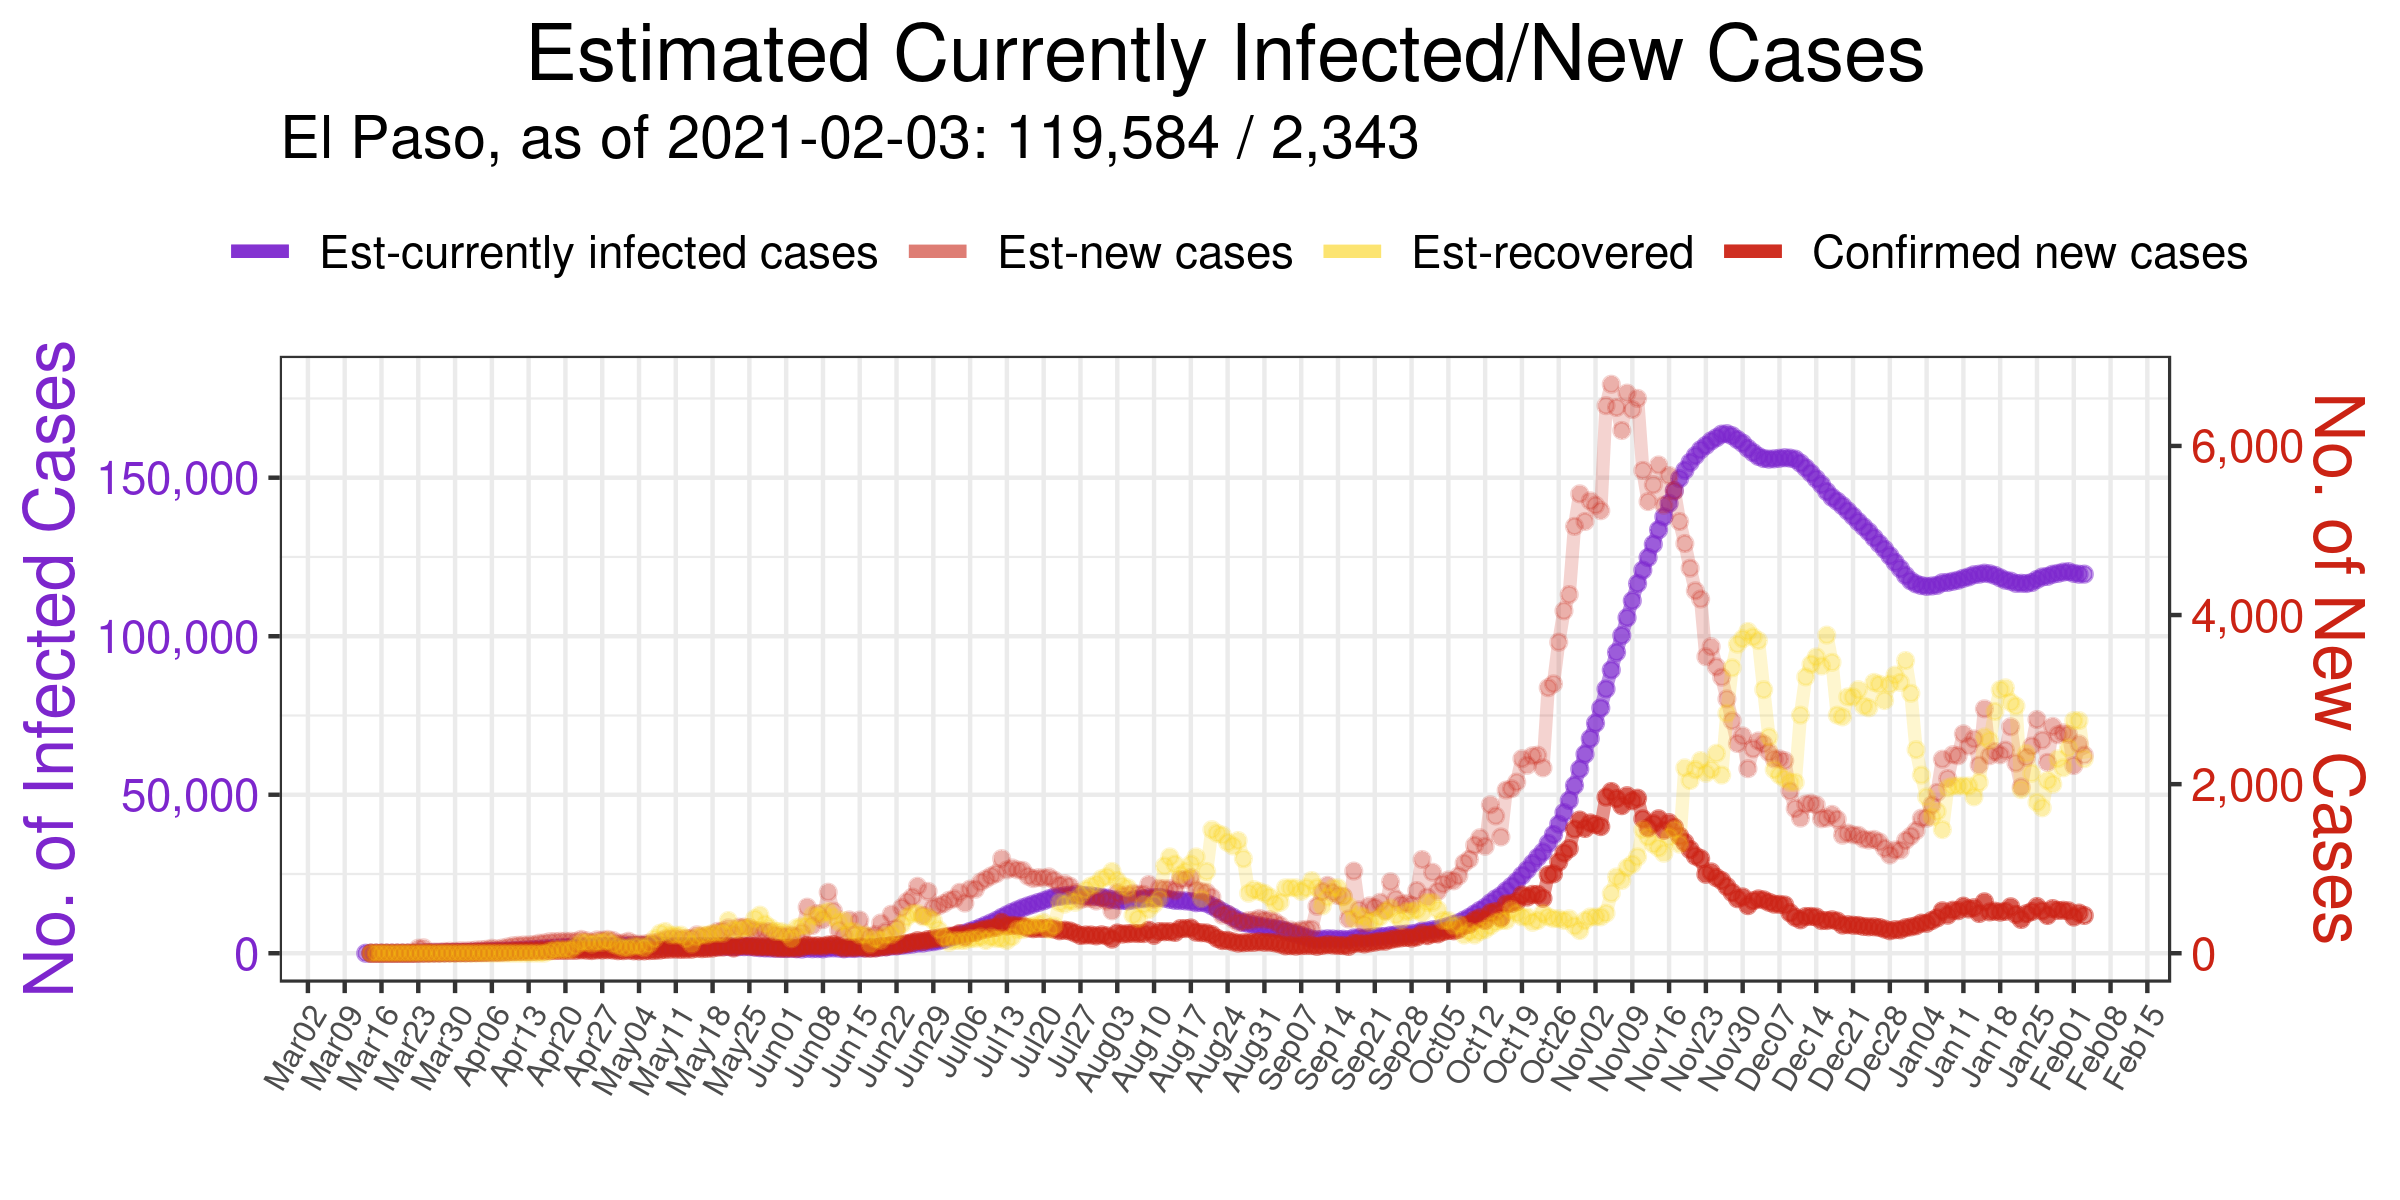 Estimated Currently Infected/New Cases
El Paso, as of 2021-02-03: 119,584 / 2,343
Est-currently infected cases Est-new cases Est-recovered Confirmed new cases
No. of Infected Cases
150,000
100,000
50,000
0
6,000
4,000
2,000
0
No. of New Cases
Mar02 Mar09 Mar16 Mar23 Mar30 Apr06 Apr13 Apr20 Apr27 May04 May11 May18 May25 Jun01 Jun08 Jun15 Jun22 Jun29 Jul06 Jul13 Jul20 Jul27 Aug03 Aug10 Aug17 Aug24 Aug31 Sep07 Sep14 Sep21 Sep28 Oct05 Oct12 Oct19 Oct26 Nov02 Nov09 Nov16 Nov23 Nov30 Dec07 Dec14 Dec21 Dec28 Jan04 Jan11 Jan18 Jan25 Feb01 Feb08 Feb15